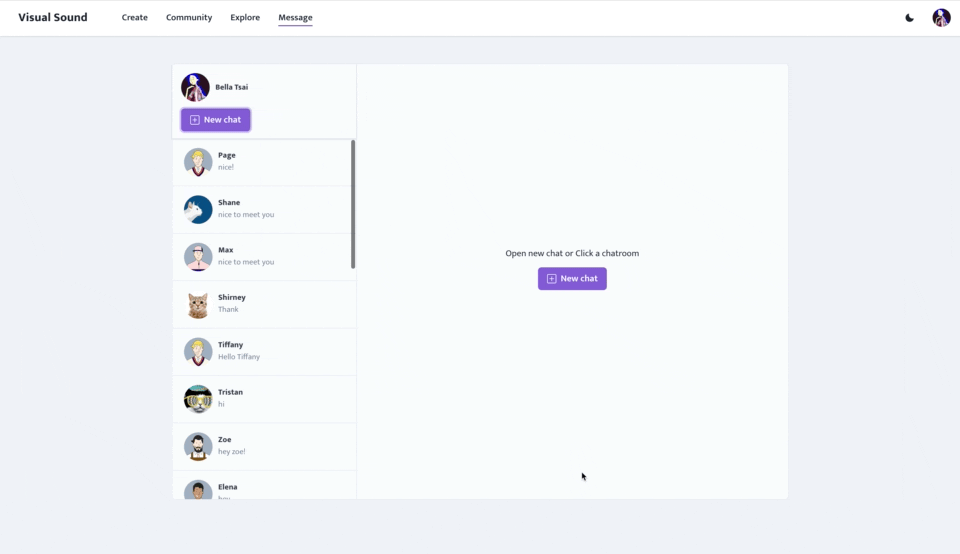 Visual Sound
Create
Community
Explore
Message
Bella Tsai
New chat
Page
nice!
Shane
nice to meet you
Max
nice to meet you
Shirney
Thank
Tiffany
Hello Tiffany
Tristan
hi
Zoe
hey zoe!
Elena
Open new chat or Click a chatroom
New chat